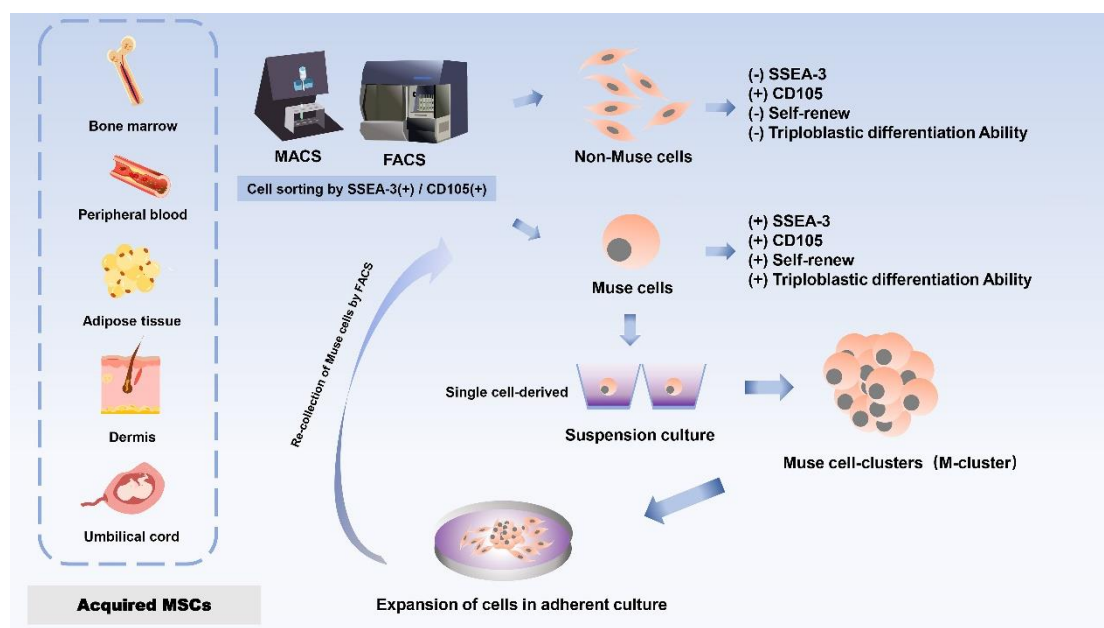 Bone marrow
Peripheral blood
Adipose tissue
Dermis
Umbilical cord
Acquired MSCs
MACS
FACS
Cell sorting by SSEA-3(+) / CD105(+)
Non-Muse cells
(-) SSEA-3
(+) CD105
(-) Self-renew
(-) Triploblastic differentiation Ability
Muse cells
(+) SSEA-3
(+) CD105
(+) Self-renew
(+) Triploblastic differentiation Ability
Re-collection of Muse cells by FACS
Single cell-derived
Suspension culture
Muse cell-clusters（M-cluster）
Expansion of cells in adherent culture